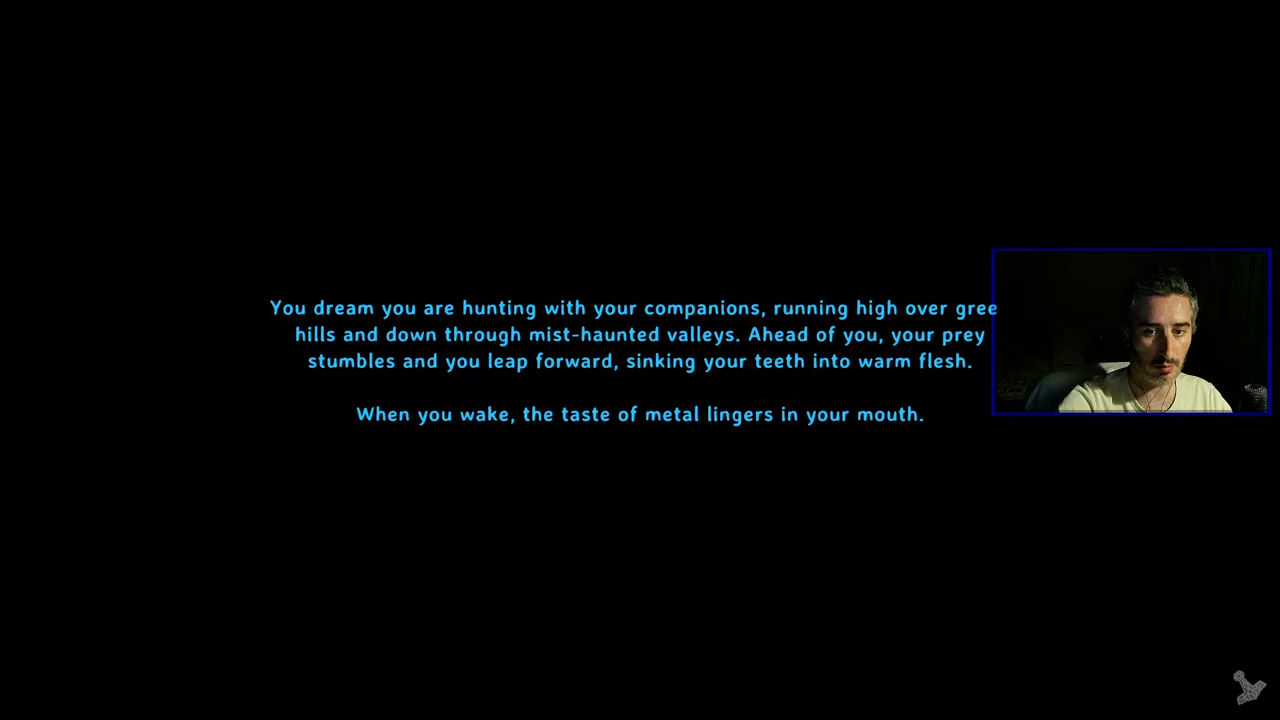 You dream you are hunting with your companions, running high over gree
hills and down through mist-haunted valleys. Ahead of you, your prey
stumbles and you leap forward, sinking your teeth into warm flesh.
When you wake, the taste of metal lingers in your mouth.